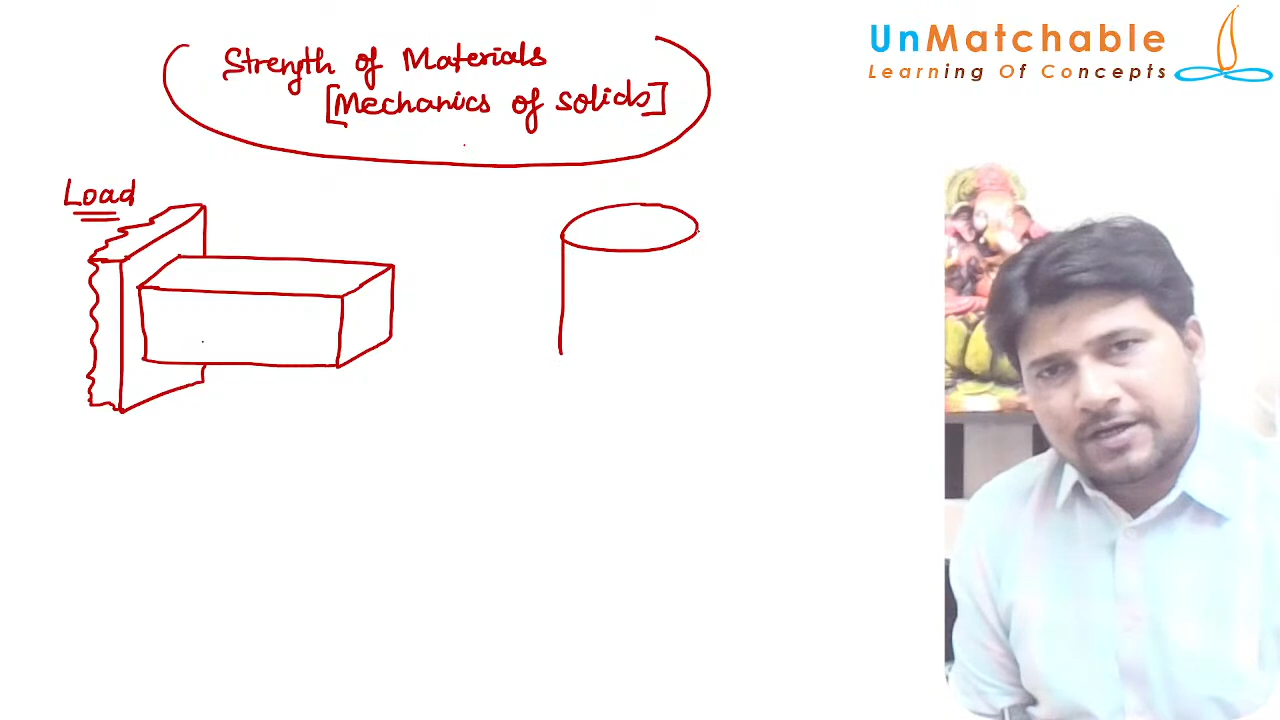 Strength of Materials
[Mechanics of solids]
UnMatchable
Learning Of Concepts
Load